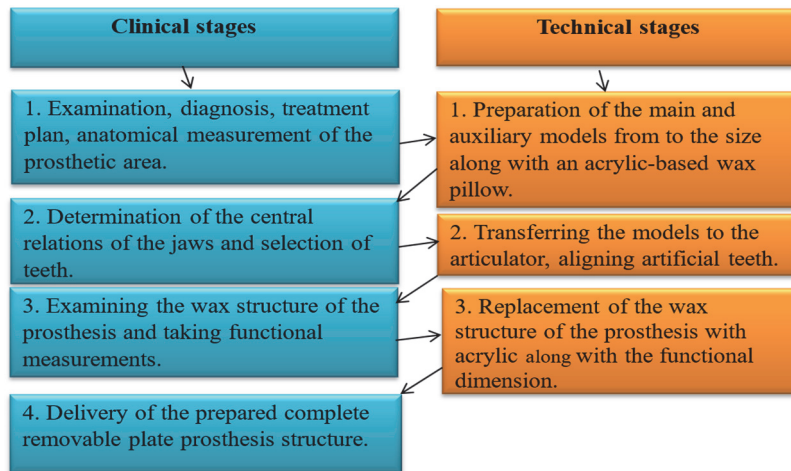 Clinical stages
Technical stages
1. Examination, diagnosis, treatment
plan, anatomical measurement of the
prosthetic area.
1. Preparation of the main and
auxiliary models from to the size
along with an acrylic-based wax
pillow.
2. Determination of the central
relations of the jaws and selection of
teeth.
2. Transferring the models to the
articulator, aligning artificial teeth.
3. Examining the wax structure of the
prosthesis and taking functional
measurements.
3. Replacement of the wax
structure of the prosthesis with
acrylic along with the functional
dimension.
4. Delivery of the prepared complete
removable plate prosthesis structure.